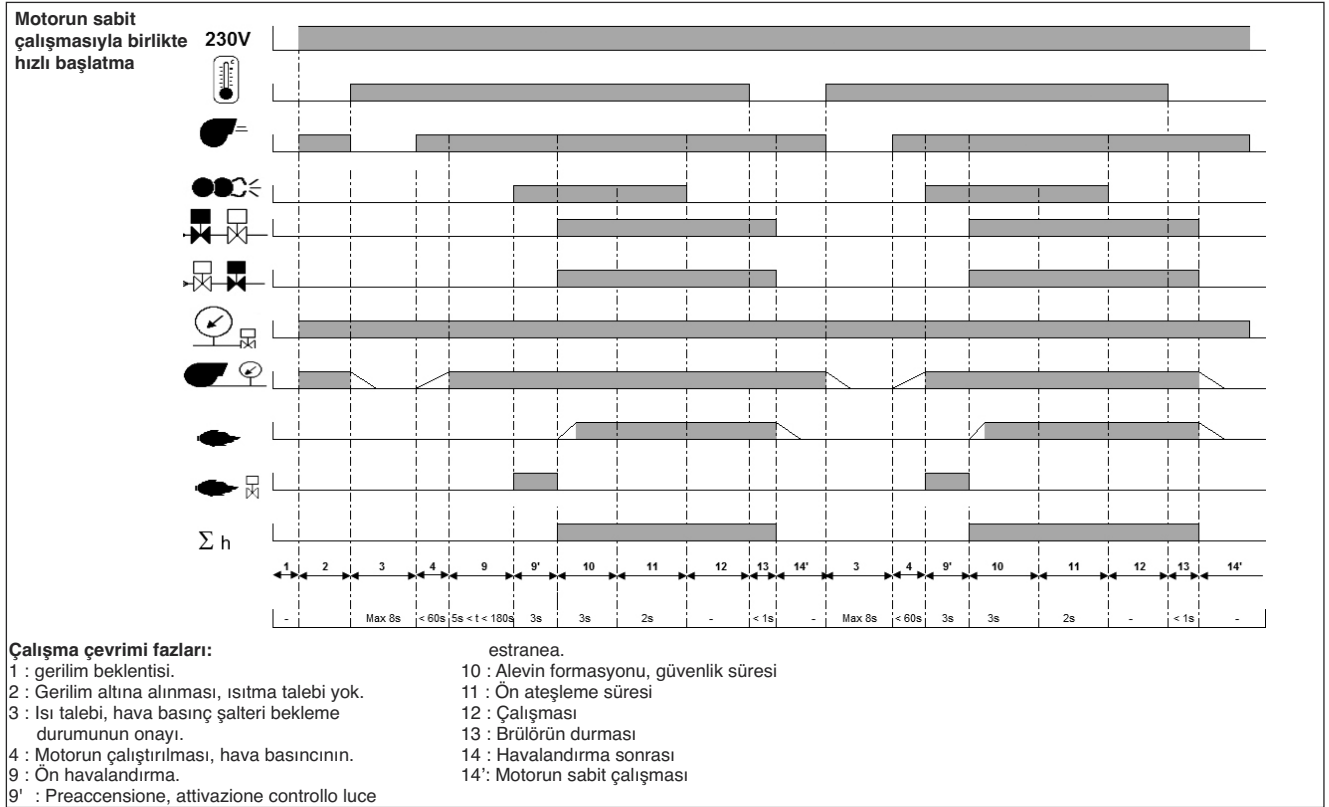 Motorun sabit
çalışmasıyla birlikte 230V
hızlı başlatma
°C
Σ h
1 2 3 4 9 9' 10 11 12 13 14' 3 4 9' 10 11 12 13 14'
- Max 8s < 60s 5s < t < 180s 3s 3s 2s - < 1s - Max 8s < 60s 3s 3s 2s - < 1s -
Çalışma çevrimi fazları:
1 : gerilim beklentisi.
2 : Gerilim altına alınması, ısıtma talebi yok.
3 : Isı talebi, hava basınç şalteri bekleme
durumunun onayı.
4 : Motorun çalıştırılması, hava basıncının.
9 : Ön havalandırma.
9' : Preaccensione, attivazione controllo luce
estranea.
10 : Alevin formasyonu, güvenlik süresi
11 : Ön ateşleme süresi
12 : Çalışması
13 : Brülörün durması
14 : Havalandırma sonrası
14’: Motorun sabit çalışması